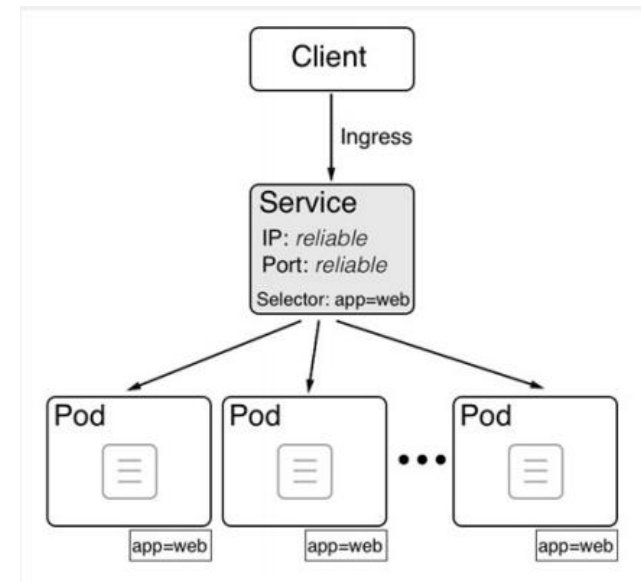 Client
Ingress
Service
IP: reliable
Port: reliable
Selector: app=web
Pod
Pod
Pod
app=web
app=web
app=web